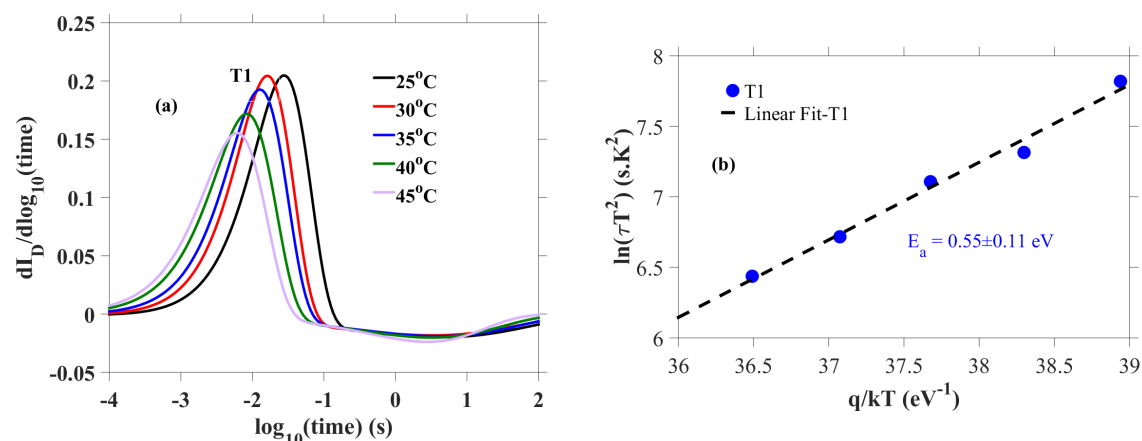 0.25
0.2
0.15
0.1
0.05
0
-0.05
-4 -3 -2 -1 0 1 2
dI_D/dlog_10(time)
log_10(time) (s)
T1
(a)
25°C
30°C
35°C
40°C
45°C
8
7.5
7
6.5
6
36 36.5 37 37.5 38 38.5 39
ln(τT²) (s.K²)
q/kT (eV⁻¹)
T1
Linear Fit-T1
(b)
E_a = 0.55±0.11 eV